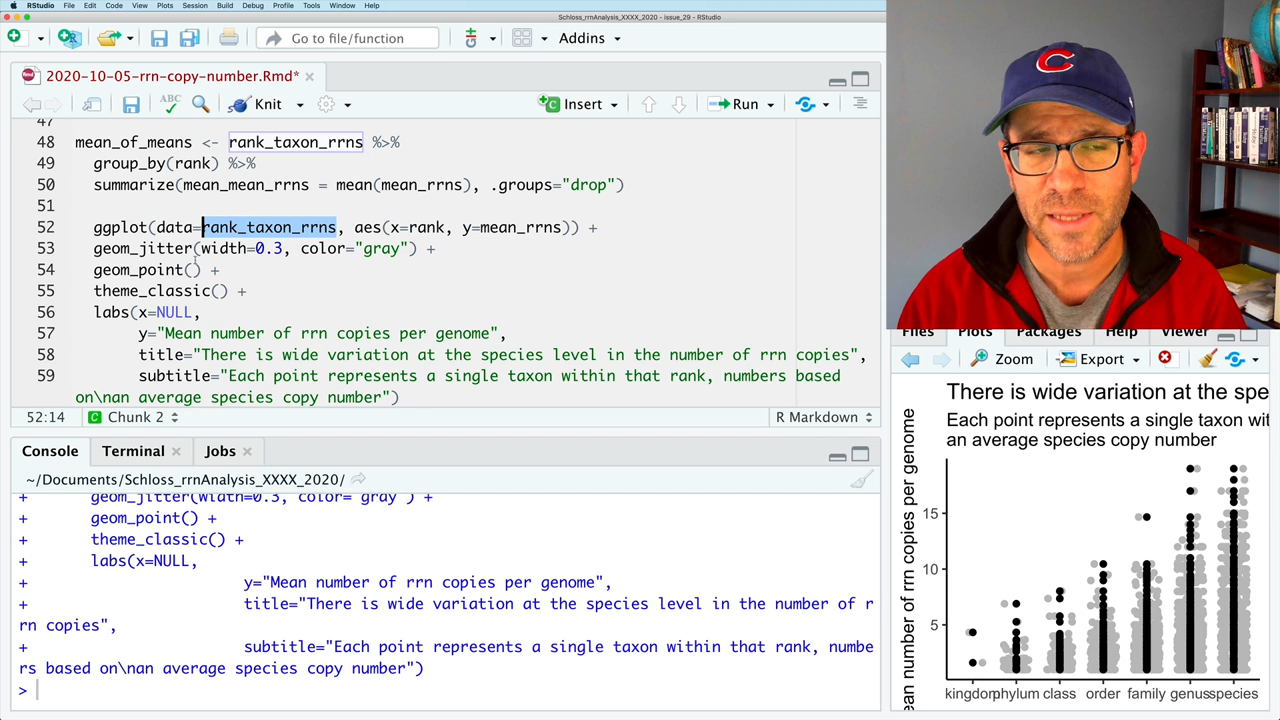 RStudio File Edit Code View Plots Session Build Debug Profile Tools Window Help
Schloss_rrnAnalysis_XXXX_2020 - issue_29 - RStudio
Go to file/function
Addins
2020-10-05-rrn-copy-number.Rmd*
ABC
Knit
Insert
Run
47
48 mean_of_means <- rank_taxon_rrns %>%
49 group_by(rank) %>%
50 summarize(mean_mean_rrns = mean(mean_rrns), .groups="drop")
51
52 ggplot(data=rank_taxon_rrns, aes(x=rank, y=mean_rrns)) +
53 geom_jitter(width=0.3, color="gray") +
54 geom_point() +
55 theme_classic() +
56 labs(x=NULL,
57 y="Mean number of rrn copies per genome",
58 title="There is wide variation at the species level in the number of rrn copies",
59 subtitle="Each point represents a single taxon within that rank, numbers based
on\nan average species copy number")
52:14
C Chunk 2
R Markdown
Console Terminal Jobs
~/Documents/Schloss_rrnAnalysis_XXXX_2020/
+ geom_jitter(width=0.3, color="gray") +
+ geom_point() +
+ theme_classic() +
+ labs(x=NULL,
+ y="Mean number of rrn copies per genome",
+ title="There is wide variation at the species level in the number of r
rn copies",
+ subtitle="Each point represents a single taxon within that rank, numbe
rs based on\nan average species copy number")
>
Files Plots Packages Help Viewer
Zoom
Export
There is wide variation at the spe
Each point represents a single taxon wit
an average species copy number
ean number of rrn copies per genome
15
10
5
kingdom phylum class order family genus species
C